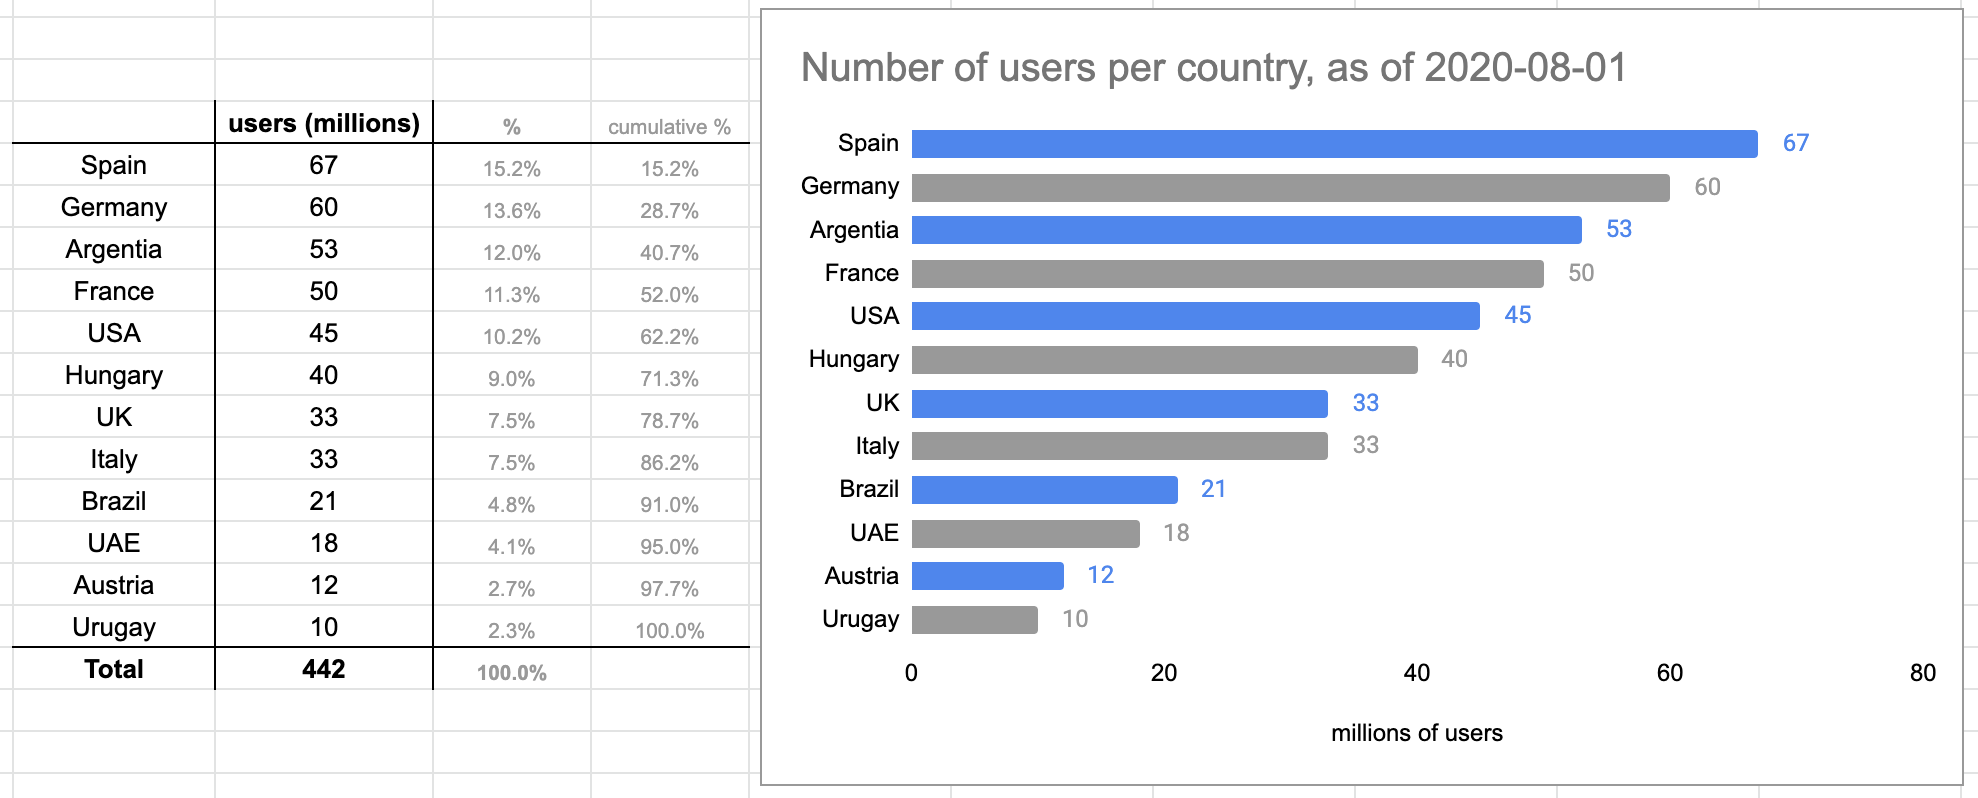 users (millions) % cumulative %
Spain 67 15.2% 15.2%
Germany 60 13.6% 28.7%
Argentia 53 12.0% 40.7%
France 50 11.3% 52.0%
USA 45 10.2% 62.2%
Hungary 40 9.0% 71.3%
UK 33 7.5% 78.7%
Italy 33 7.5% 86.2%
Brazil 21 4.8% 91.0%
UAE 18 4.1% 95.0%
Austria 12 2.7% 97.7%
Urugay 10 2.3% 100.0%
Total 442 100.0%
Number of users per country, as of 2020-08-01
Spain 67
Germany 60
Argentia 53
France 50
USA 45
Hungary 40
UK 33
Italy 33
Brazil 21
UAE 18
Austria 12
Urugay 10
0 20 40 60 80
millions of users